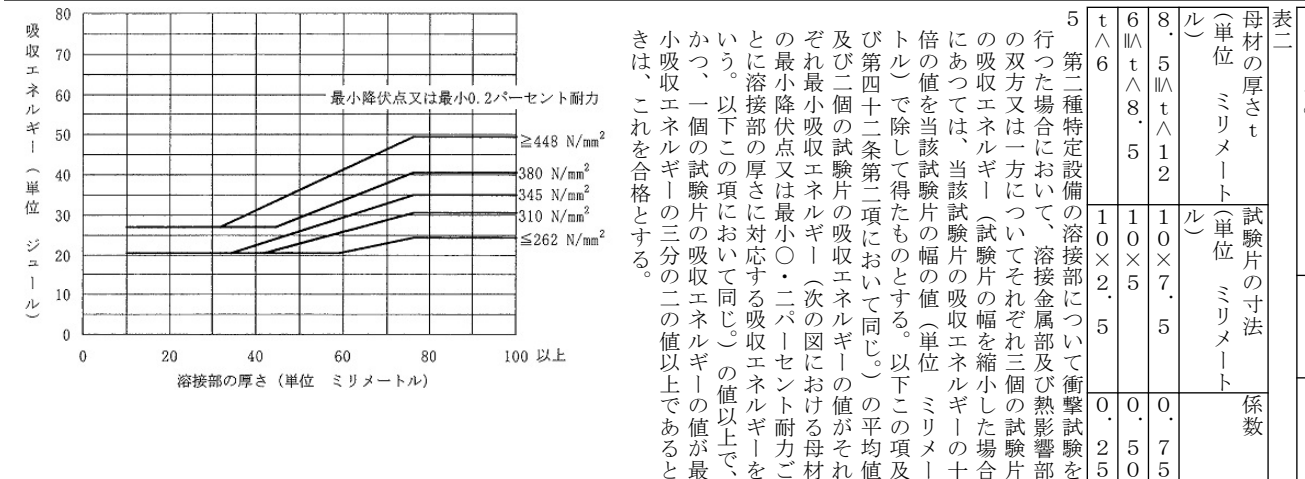 表二
母材の厚さt
（単位　ミリメート
ル）
試験片の寸法
（単位　ミリメート
ル）
係数
8．5≦t＜12
10×7．5
0．75
6≦t＜8．5
10×5
0．50
t＜6
10×2．5
0．25
5　第二種特定設備の溶接部について衝撃試験を
行つた場合において、溶接金属部及び熱影響部
の双方又は一方についてそれぞれ三個の試験片
の吸収エネルギー（試験片の幅を縮小した場合
にあつては、当該試験片の吸収エネルギーの十
倍の値を当該試験片の幅の値（単位　ミリメー
トル）で除して得たものとする。以下この項及
び第四十二条第二項において同じ。）の平均値
及び二個の試験片の吸収エネルギーの値がそれ
ぞれ最小吸収エネルギー（次の図における母材
の最小降伏点又は最小〇・二パーセント耐力ご
とに溶接部の厚さに対応する吸収エネルギーを
いう。以下この項において同じ。）の値以上で、
かつ、一個の試験片の吸収エネルギーの値が最
小吸収エネルギーの三分の二の値以上であると
きは、これを合格とする。
吸収エネルギー（単位　ジュール）
80
70
60
50
40
30
20
10
0
最小降伏点又は最小0.2パーセント耐力
≧448 N/mm²
380 N/mm²
345 N/mm²
310 N/mm²
≦262 N/mm²
0 20 40 60 80 100 以上
溶接部の厚さ（単位　ミリメートル）